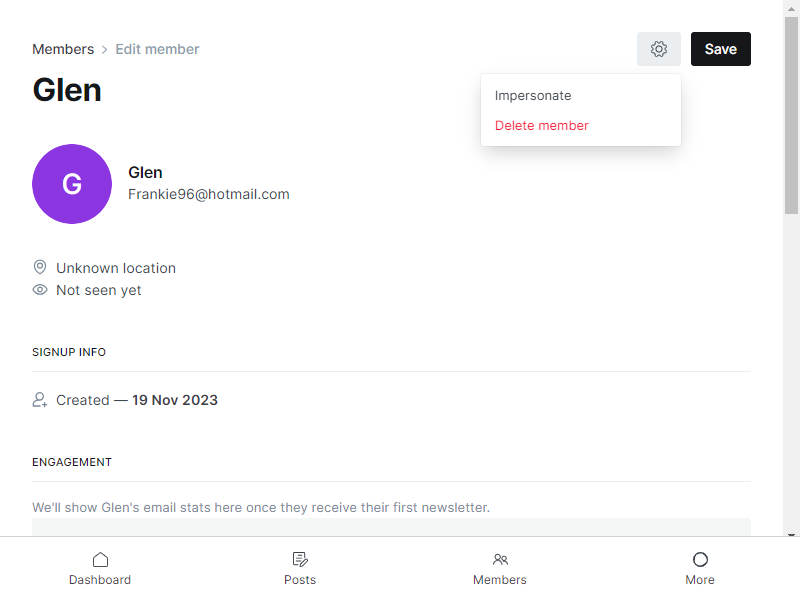 Members > Edit member
Save
Glen
Impersonate
Delete member
G
Glen
Frankie96@hotmail.com
Unknown location
Not seen yet
SIGNUP INFO
Created — 19 Nov 2023
ENGAGEMENT
We'll show Glen's email stats here once they receive their first newsletter.
Dashboard
Posts
Members
More